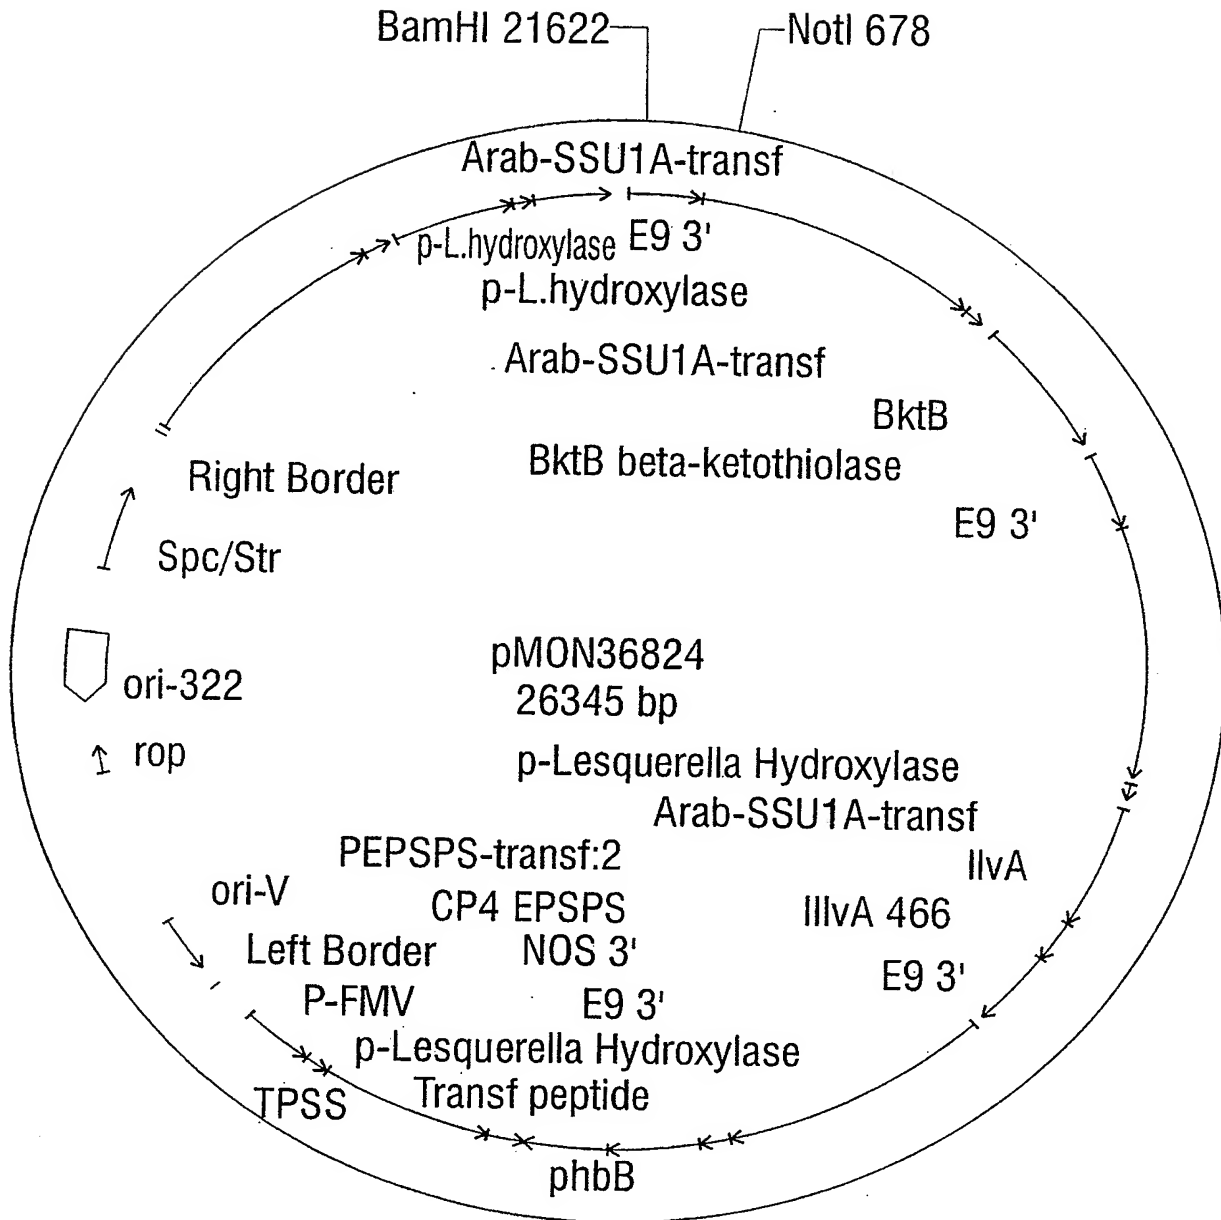 BamHI 21622
NotI 678
Arab-SSU1A-transf
p-L.hydroxylase
E9 3'
p-L.hydroxylase
Arab-SSU1A-transf
BktB
BktB beta-ketothiolase
Right Border
E9 3'
Spc/Str
pMON36824
26345 bp
ori-322
rop
p-Lesquerella Hydroxylase
Arab-SSU1A-transf
PEPSPS-transf:2
IlvA
ori-V
CP4 EPSPS
IIlvA 466
Left Border
NOS 3'
E9 3'
P-FMV
E9 3'
p-Lesquerella Hydroxylase
TPSS
Transf peptide
phbB